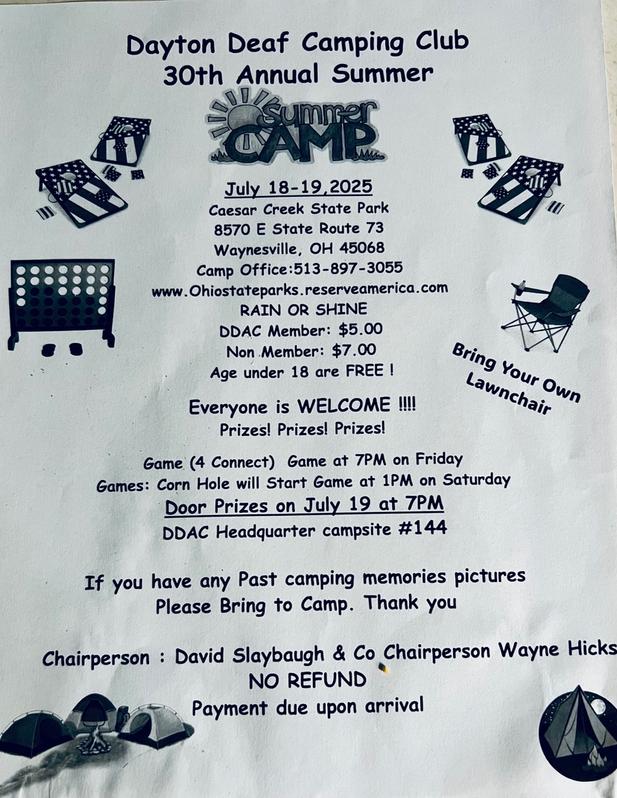 Dayton Deaf Camping Club
30th Annual Summer
summer
CAMP
July 18-19,2025
Caesar Creek State Park
8570 E State Route 73
Waynesville, OH 45068
Camp Office:513-897-3055
www.Ohiostateparks.reserveamerica.com
RAIN OR SHINE
DDAC Member: $5.00
Non Member: $7.00
Age under 18 are FREE !
Bring Your Own
Lawnchair
Everyone is WELCOME !!!!
Prizes! Prizes! Prizes!
Game (4 Connect) Game at 7PM on Friday
Games: Corn Hole will Start Game at 1PM on Saturday
Door Prizes on July 19 at 7PM
DDAC Headquarter campsite #144
If you have any Past camping memories pictures
Please Bring to Camp. Thank you
Chairperson : David Slaybaugh & Co Chairperson Wayne Hicks
NO REFUND
Payment due upon arrival